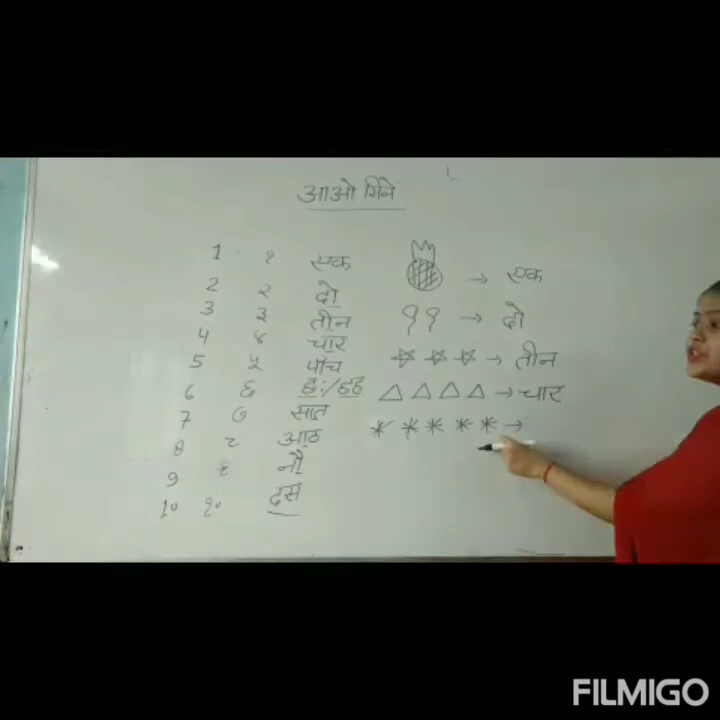 आओ गिने
1 १ एक → एक
2 २ दो → दो
3 ३ तीन → तीन
4 ४ चार → चार
5 ५ पाँच →
6 ६ छः/छह
7 ७ सात
8 ८ आठ
9 ९ नौ
10 १० दस
FILMIGO